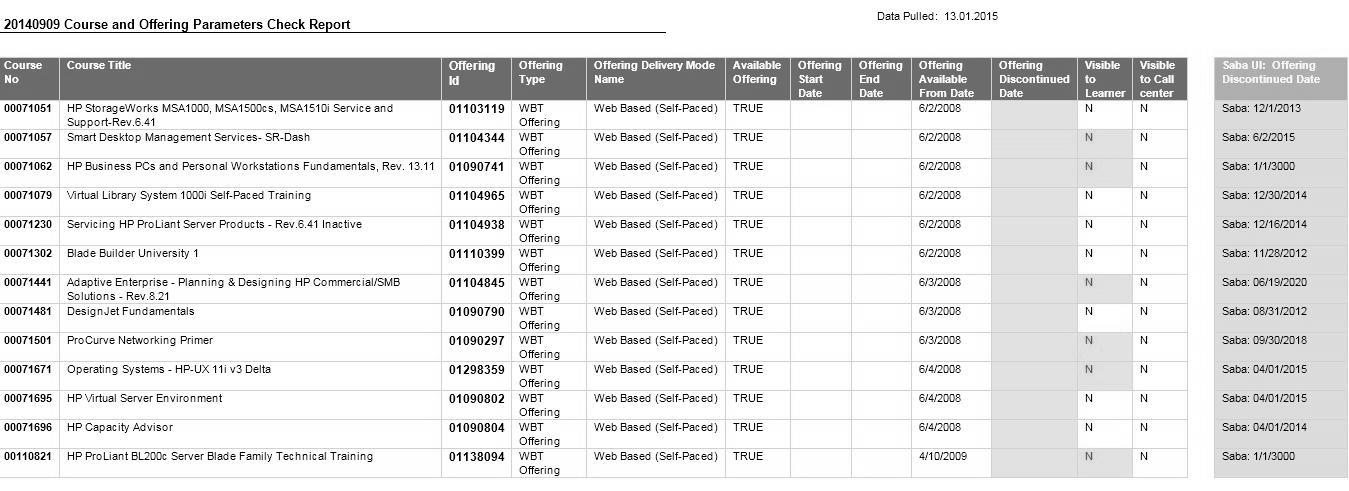 Data Pulled: 13.01.2015
20140909 Course and Offering Parameters Check Report
Course No Course Title Offering Id Offering Type Offering Delivery Mode Name Available Offering Offering Start Date Offering End Date Offering Available From Date Offering Discontinued Date Visible to Learner Visible to Call center Saba UI: Offering Discontinued Date
00071051 HP StorageWorks MSA1000, MSA1500cs, MSA1510i Service and Support-Rev.6.41 01103119 WBT Offering Web Based (Self-Paced) TRUE 6/2/2008 N N Saba: 12/1/2013
00071057 Smart Desktop Management Services- SR-Dash 01104344 WBT Offering Web Based (Self-Paced) TRUE 6/2/2008 N N Saba: 6/2/2015
00071062 HP Business PCs and Personal Workstations Fundamentals, Rev. 13.11 01090741 WBT Offering Web Based (Self-Paced) TRUE 6/2/2008 N N Saba: 1/1/3000
00071079 Virtual Library System 1000i Self-Paced Training 01104965 WBT Offering Web Based (Self-Paced) TRUE 6/2/2008 N N Saba: 12/30/2014
00071230 Servicing HP ProLiant Server Products - Rev.6.41 Inactive 01104938 WBT Offering Web Based (Self-Paced) TRUE 6/2/2008 N N Saba: 12/16/2014
00071302 Blade Builder University 1 01110399 WBT Offering Web Based (Self-Paced) TRUE 6/2/2008 N N Saba: 11/28/2012
00071441 Adaptive Enterprise - Planning & Designing HP Commercial/SMB Solutions - Rev.8.21 01104845 WBT Offering Web Based (Self-Paced) TRUE 6/3/2008 N N Saba: 06/19/2020
00071481 DesignJet Fundamentals 01090790 WBT Offering Web Based (Self-Paced) TRUE 6/3/2008 N N Saba: 08/31/2012
00071501 ProCurve Networking Primer 01090297 WBT Offering Web Based (Self-Paced) TRUE 6/3/2008 N N Saba: 09/30/2018
00071671 Operating Systems - HP-UX 11i v3 Delta 01298359 WBT Offering Web Based (Self-Paced) TRUE 6/4/2008 N N Saba: 04/01/2015
00071695 HP Virtual Server Environment 01090802 WBT Offering Web Based (Self-Paced) TRUE 6/4/2008 N N Saba: 04/01/2015
00071696 HP Capacity Advisor 01090804 WBT Offering Web Based (Self-Paced) TRUE 6/4/2008 N N Saba: 04/01/2014
00110821 HP ProLiant BL200c Server Blade Family Technical Training 01138094 WBT Offering Web Based (Self-Paced) TRUE 4/10/2009 N N Saba: 1/1/3000